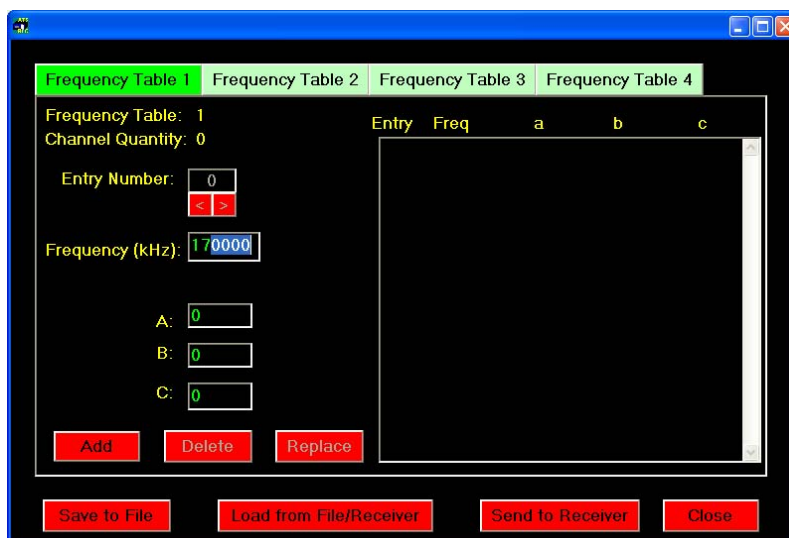 ATS
Frequency Table 1 Frequency Table 2 Frequency Table 3 Frequency Table 4
Frequency Table: 1
Channel Quantity: 0
Entry Number: 0
< >
Frequency (kHz): 170000
A: 0
B: 0
C: 0
Add Delete Replace
Entry Freq a b c
Save to File Load from File/Receiver Send to Receiver Close